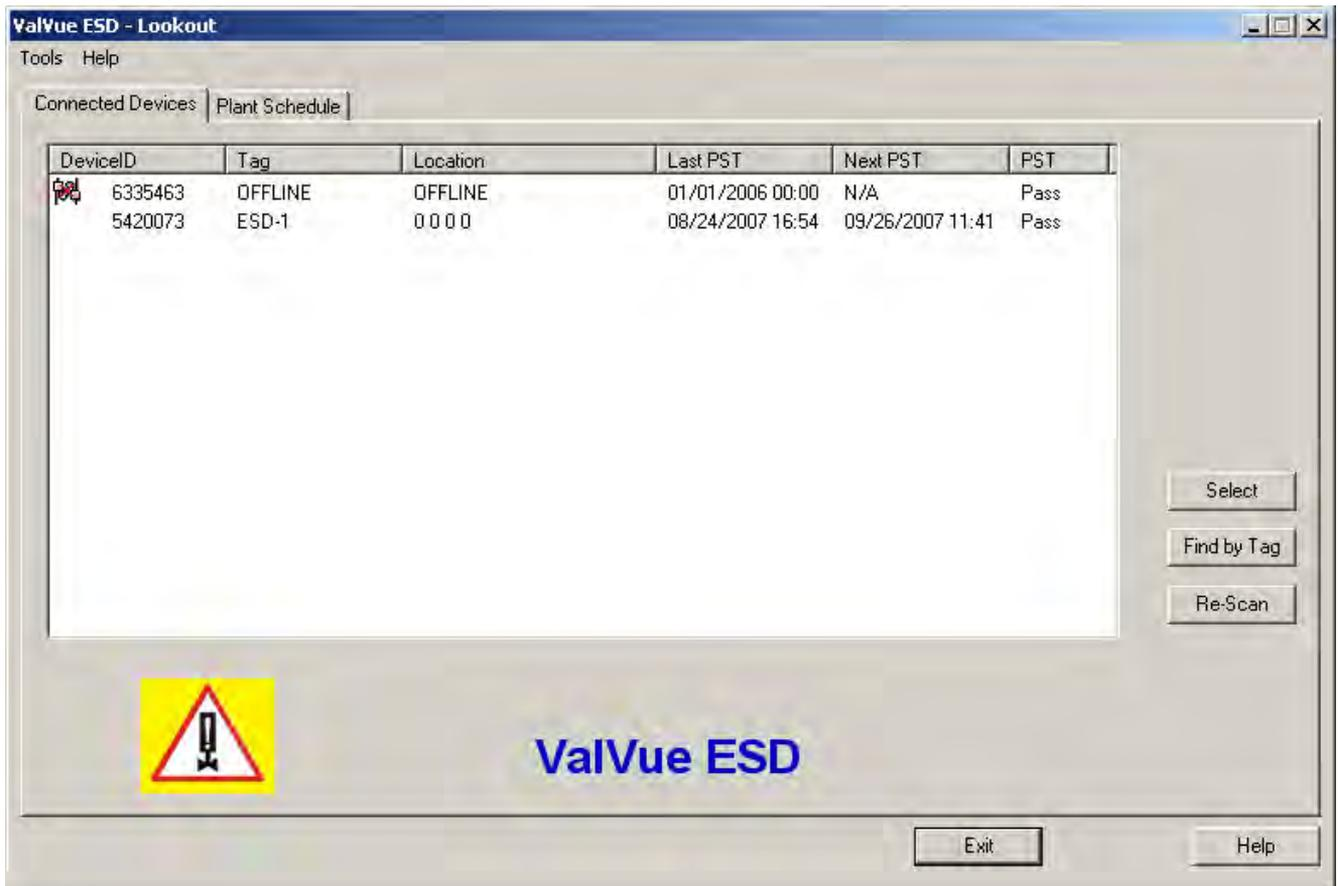 ValVue ESD - Lookout
Tools Help
Connected Devices Plant Schedule
DeviceID Tag Location Last PST Next PST PST
6335463 OFFLINE OFFLINE 01/01/2006 00:00 N/A Pass
5420073 ESD-1 0 0 0 0 08/24/2007 16:54 09/26/2007 11:41 Pass
Select
Find by Tag
Re-Scan
ValVue ESD
Exit Help